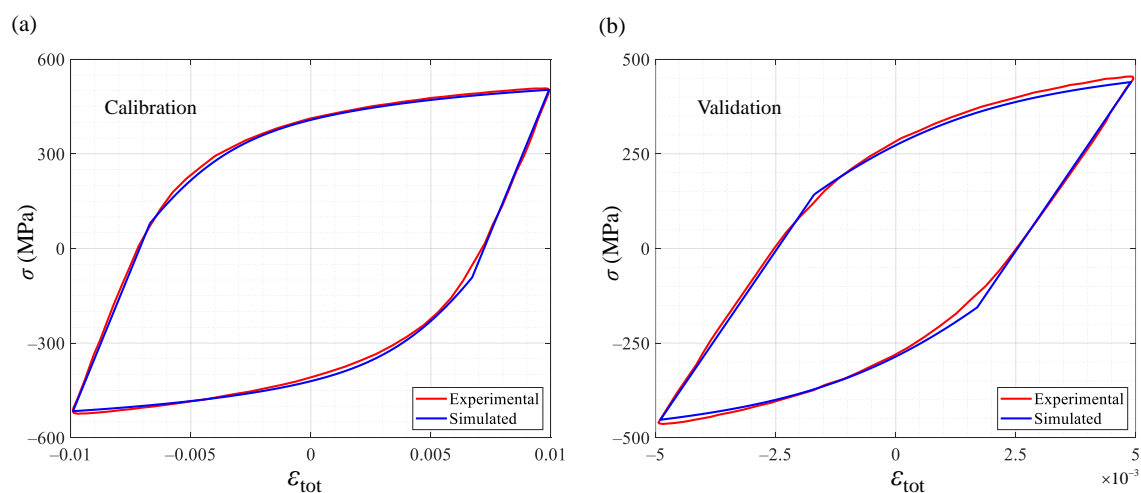 (a)
Calibration
600
300
0
−300
−600
σ (MPa)
−0.01
−0.005
0
0.005
0.01
ε_tot
Experimental
Simulated
(b)
Validation
500
250
0
−250
−500
σ (MPa)
−5
−2.5
0
2.5
5
×10⁻³
ε_tot
Experimental
Simulated